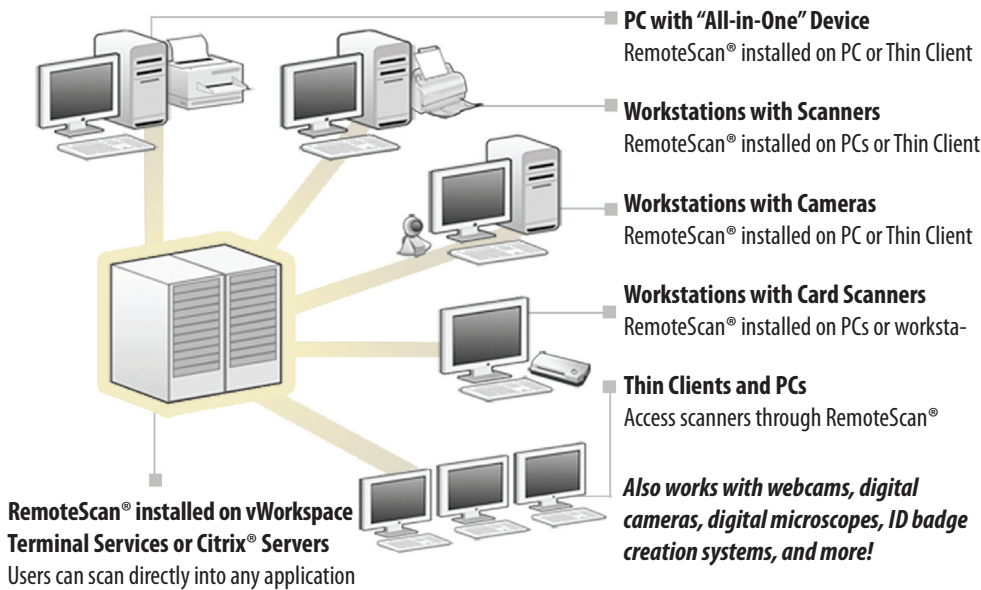 PC with “All-in-One” Device
RemoteScan® installed on PC or Thin Client
Workstations with Scanners
RemoteScan® installed on PCs or Thin Client
Workstations with Cameras
RemoteScan® installed on PC or Thin Client
Workstations with Card Scanners
RemoteScan® installed on PCs or worksta-
Thin Clients and PCs
Access scanners through RemoteScan®
Also works with webcams, digital
cameras, digital microscopes, ID badge
creation systems, and more!
RemoteScan® installed on vWorkspace
Terminal Services or Citrix® Servers
Users can scan directly into any application